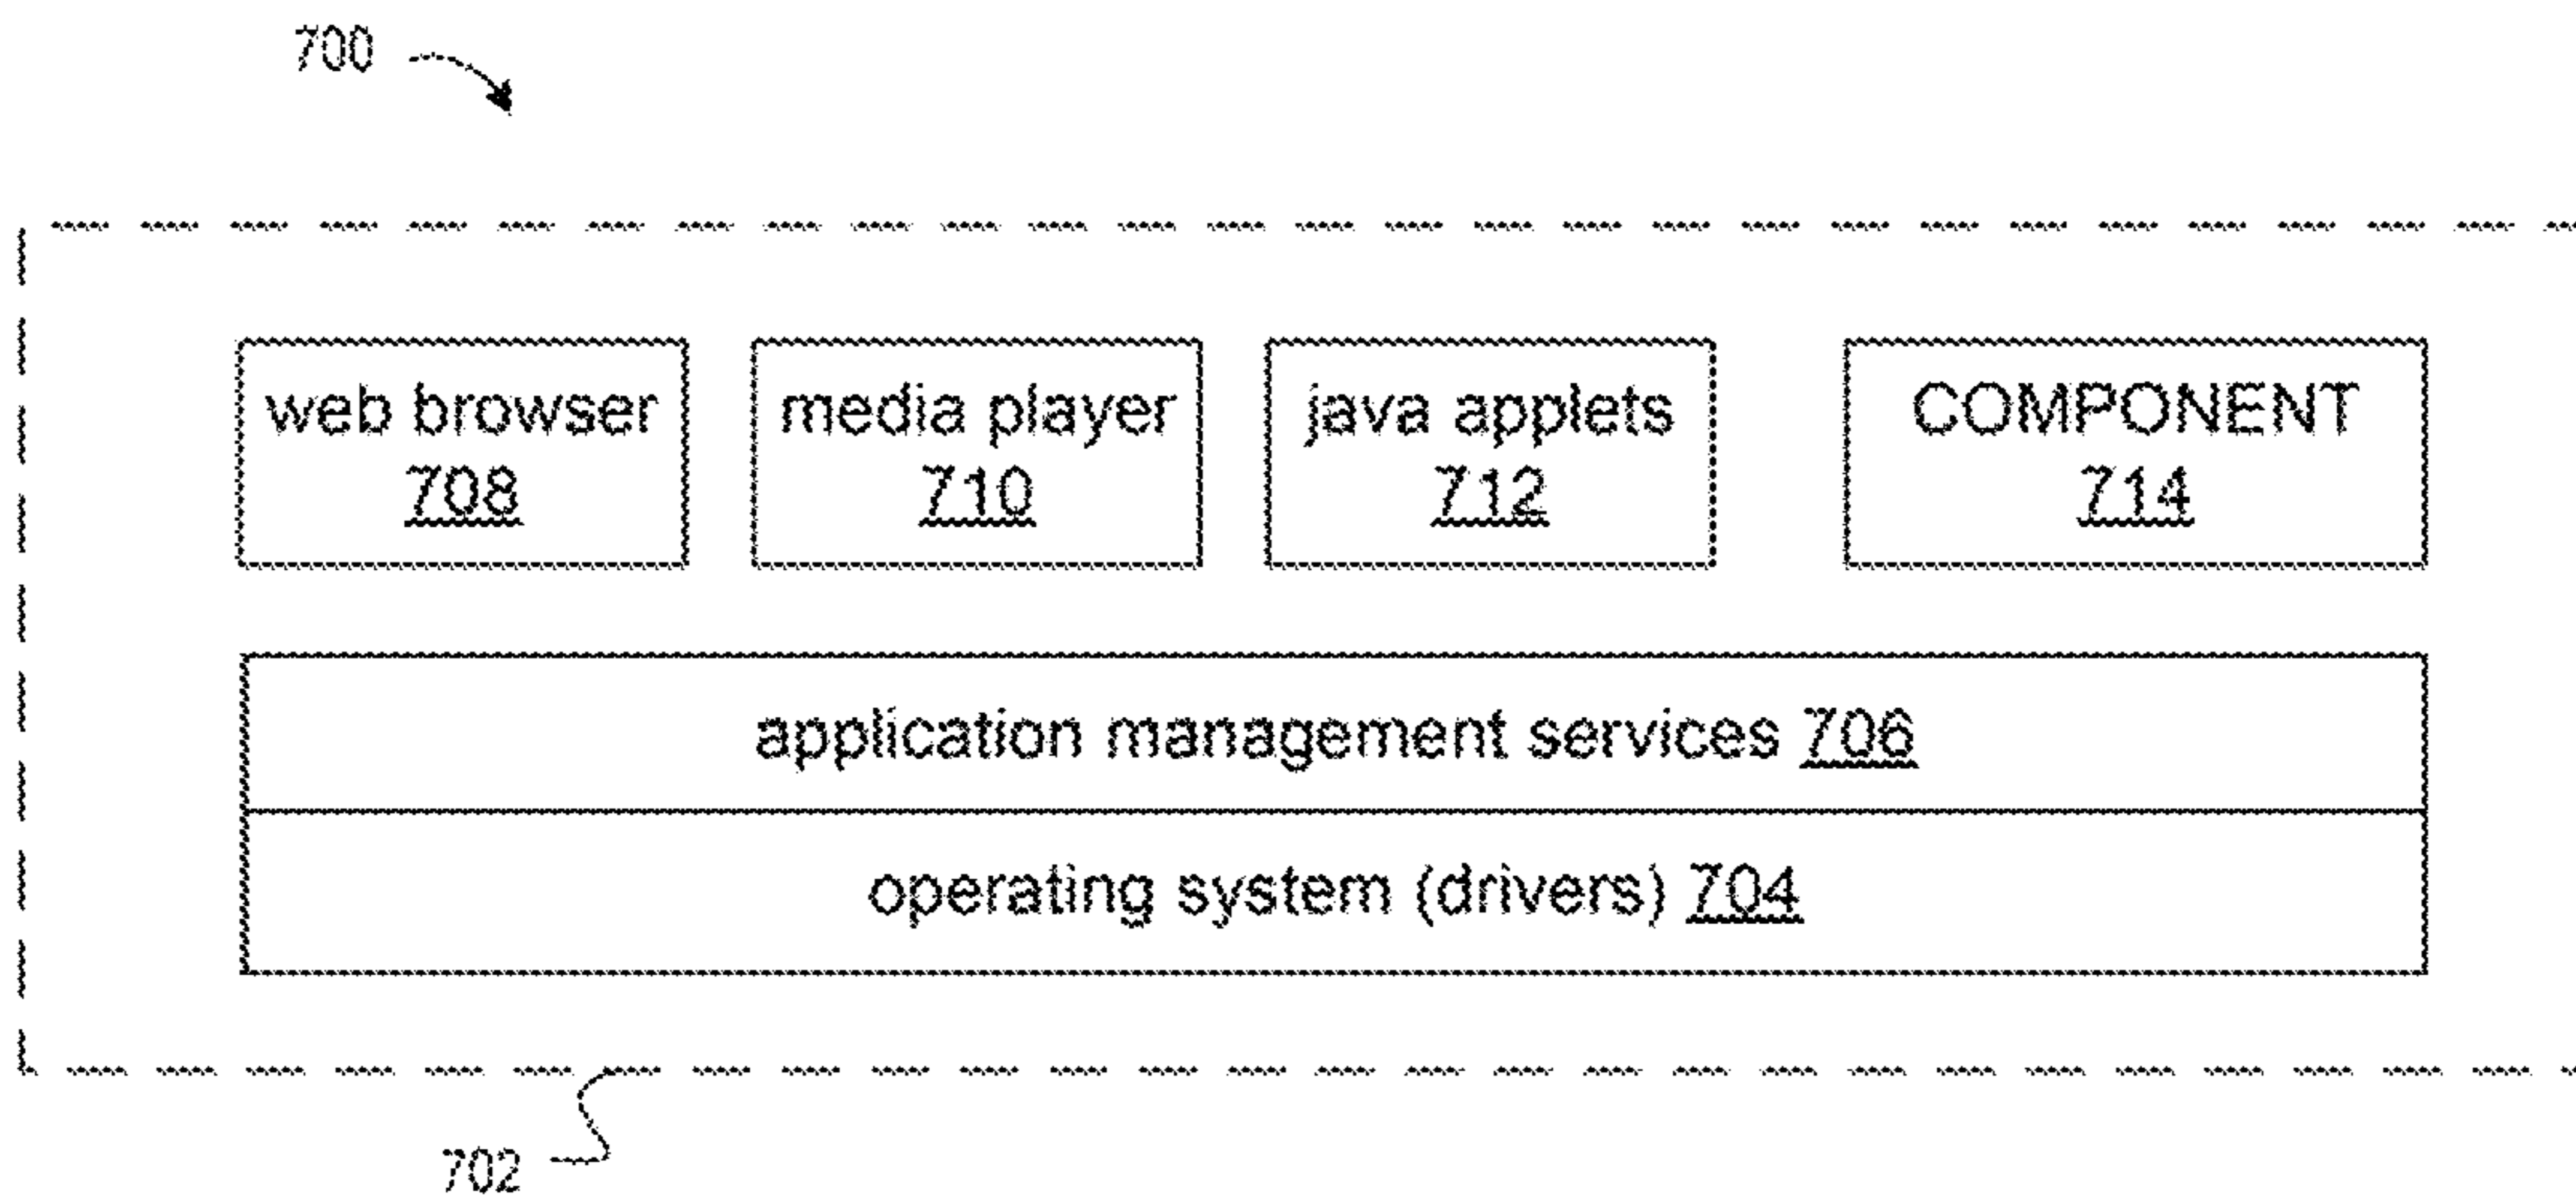 700
web browser
708
media player
710
java applets
712
COMPONENT
714
application management services 706
operating system (drivers) 704
702